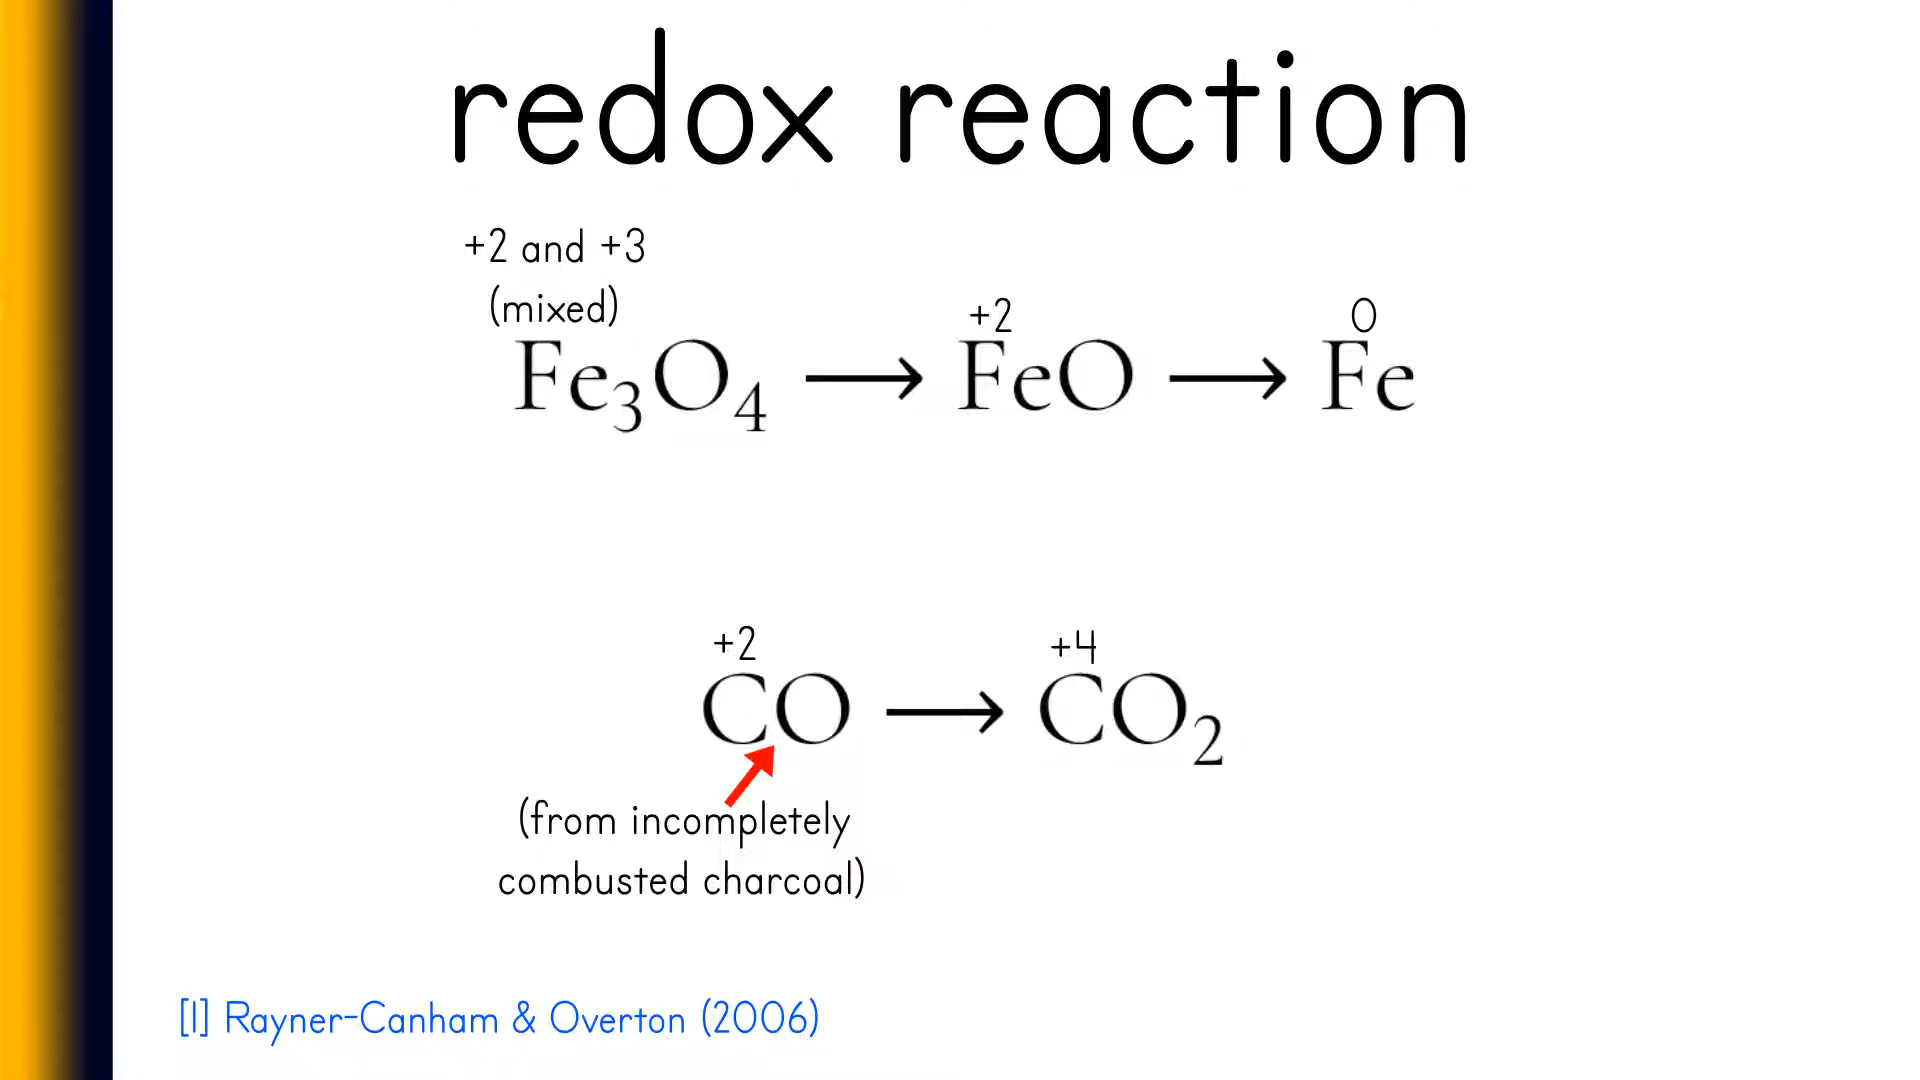 redox reaction
+2 and +3
(mixed)
+2
0
Fe₃O₄ ⟶ FeO ⟶ Fe
+2
+4
CO ⟶ CO₂
(from incompletely
combusted charcoal)
[1] Rayner-Canham & Overton (2006)